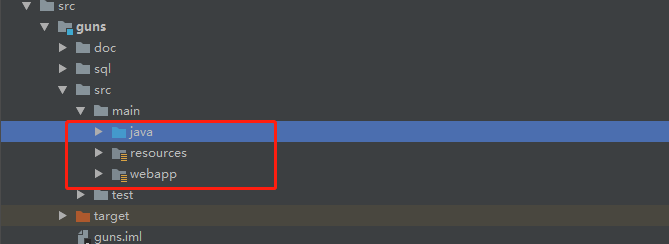 src
guns
doc
sql
src
main
java
resources
webapp
test
target
guns.iml